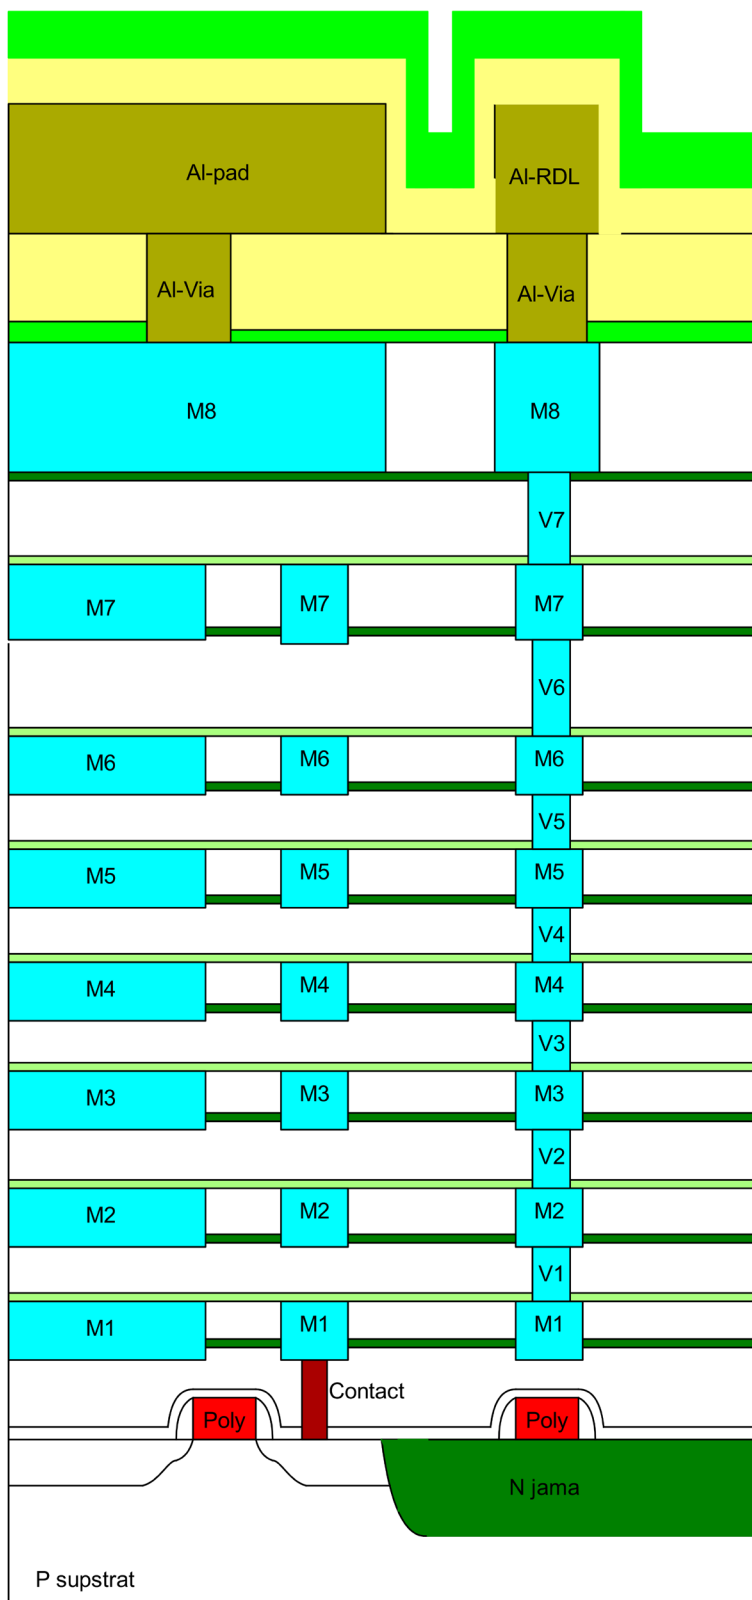 Al-pad
Al-RDL
Al-Via
Al-Via
M8
M8
V7
M7
M7
M7
V6
M6
M6
M6
V5
M5
M5
M5
V4
M4
M4
M4
V3
M3
M3
M3
V2
M2
M2
M2
V1
M1
M1
M1
Contact
Poly
Poly
N jama
P supstrat